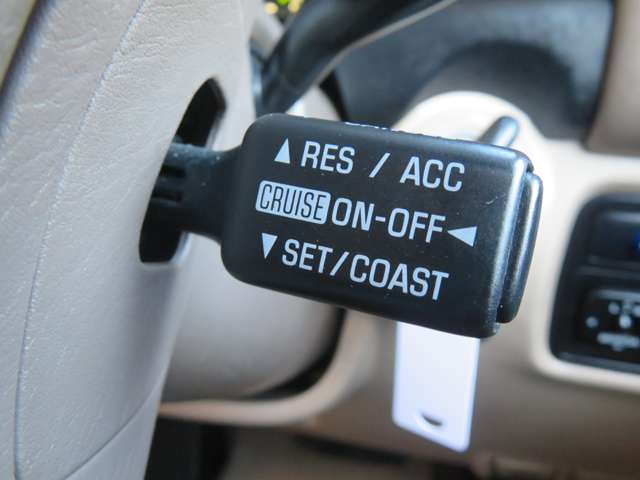 ▲ RES / ACC
CRUISE ON-OFF ◀
▼ SET/COAST